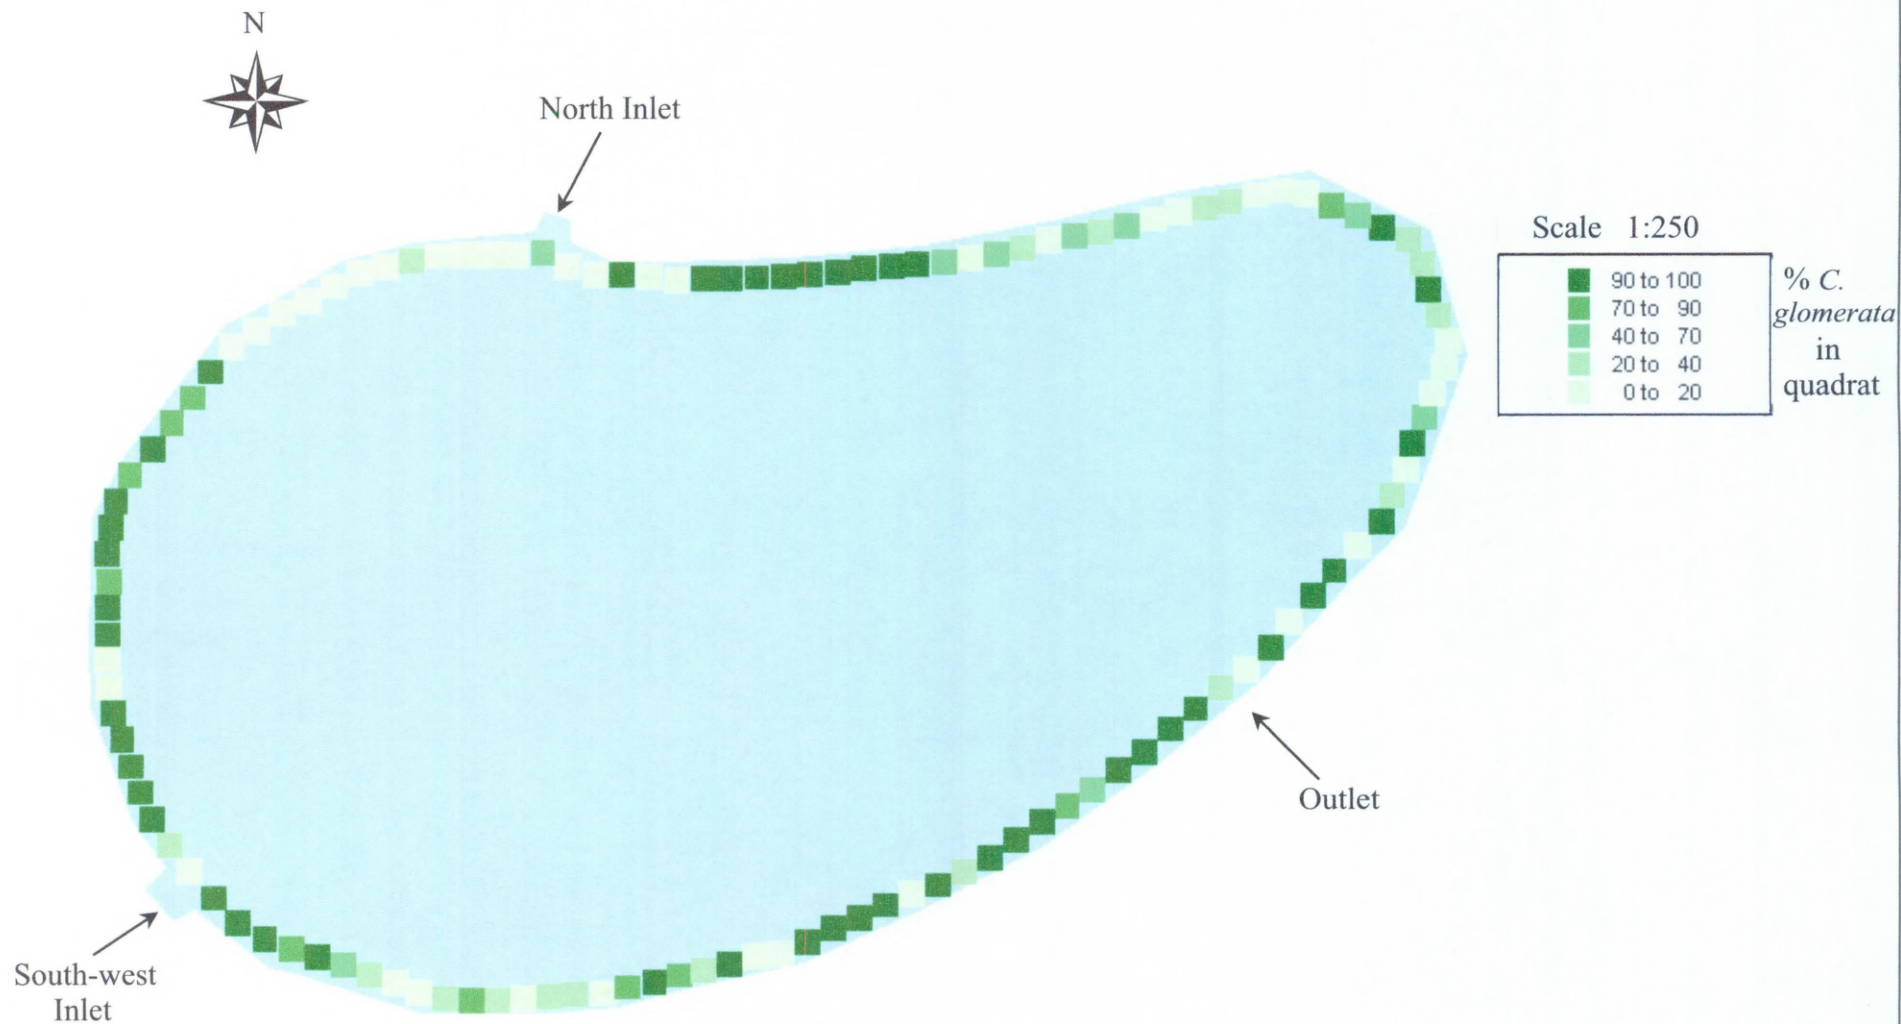 N
North Inlet
Scale 1:250
90 to 100
70 to 90
40 to 70
20 to 40
0 to 20
% C.
glomerata
in
quadrat
Outlet
South-west
Inlet